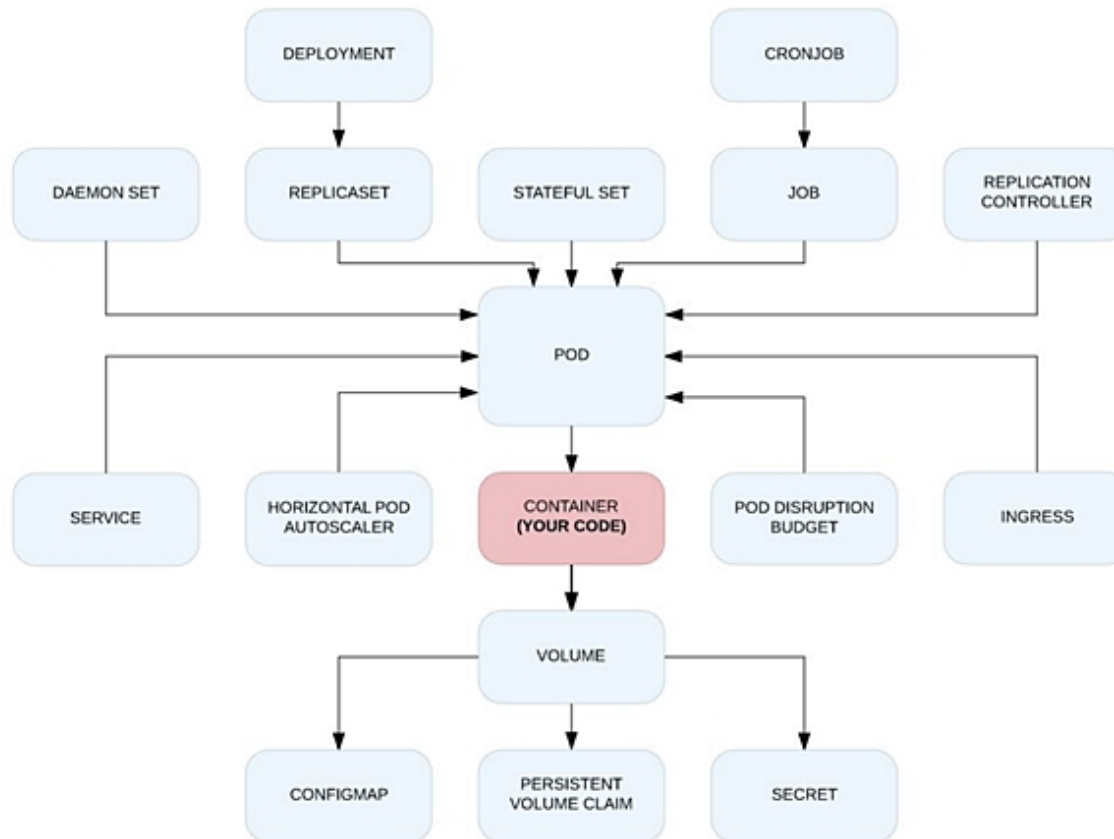 DEPLOYMENT
CRONJOB
DAEMON SET
REPLICASET
STATEFUL SET
JOB
REPLICATION
CONTROLLER
POD
SERVICE
HORIZONTAL POD
AUTOSCALER
CONTAINER
(YOUR CODE)
POD DISRUPTION
BUDGET
INGRESS
VOLUME
CONFIGMAP
PERSISTENT
VOLUME CLAIM
SECRET